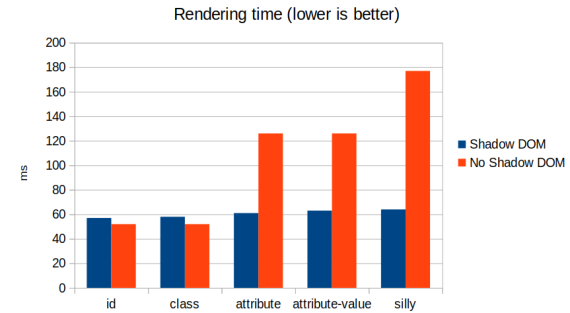 Rendering time (lower is better)
200
180
160
140
120
100
80
60
40
20
0
ms
id class attribute attribute-value silly
Shadow DOM
No Shadow DOM